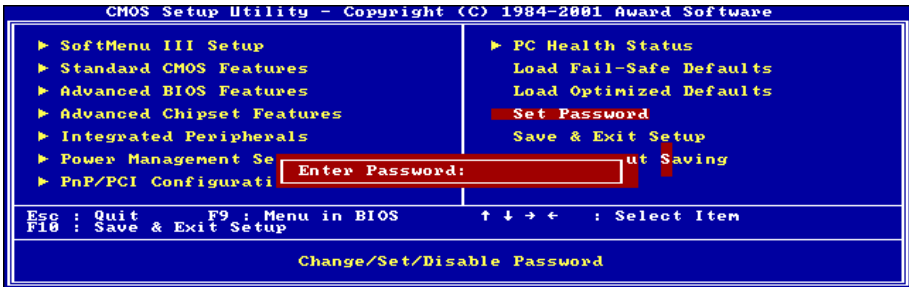 CMOS Setup Utility - Copyright (C) 1984-2001 Award Software
► SoftMenu III Setup
► Standard CMOS Features
► Advanced BIOS Features
► Advanced Chipset Features
► Integrated Peripherals
► Power Management Se
► PnP/PCI Configurati
► PC Health Status
Load Fail-Safe Defaults
Load Optimized Defaults
Set Password
Save & Exit Setup
ut Saving
Enter Password:
Esc : Quit F9 : Menu in BIOS ↑ ↓ → ← : Select Item
F10 : Save & Exit Setup
Change/Set/Disable Password